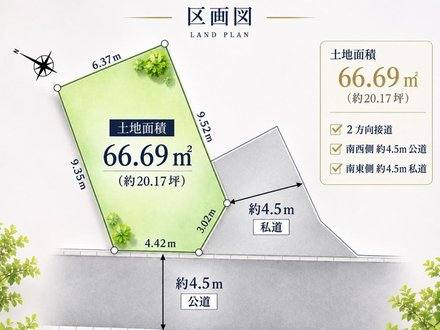 区画図
LAND PLAN
6.37m
9.52m
9.35m
3.02m
4.42m
土地面積
66.69㎡
（約20.17坪）
約4.5m
私道
約4.5m
公道
土地面積
66.69㎡
（約20.17坪）
2方向接道
南西側 約4.5m公道
南東側 約4.5m私道